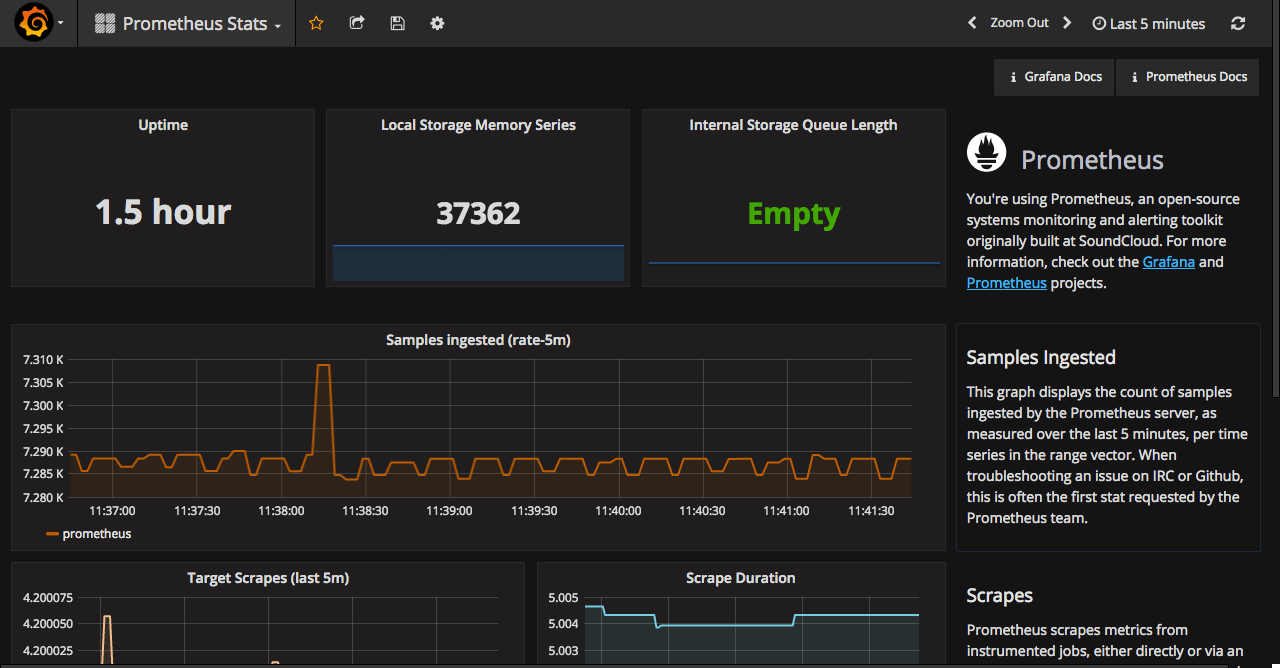 Prometheus Stats
Zoom Out
Last 5 minutes
Grafana Docs
Prometheus Docs
Uptime
1.5 hour
Local Storage Memory Series
37362
Internal Storage Queue Length
Empty
Prometheus
You're using Prometheus, an open-source
systems monitoring and alerting toolkit
originally built at SoundCloud. For more
information, check out the Grafana and
Prometheus projects.
Samples ingested (rate-5m)
7.310 K
7.305 K
7.300 K
7.295 K
7.290 K
7.285 K
7.280 K
11:37:00 11:37:30 11:38:00 11:38:30 11:39:00 11:39:30 11:40:00 11:40:30 11:41:00 11:41:30
prometheus
Samples Ingested
This graph displays the count of samples
ingested by the Prometheus server, as
measured over the last 5 minutes, per time
series in the range vector. When
troubleshooting an issue on IRC or Github,
this is often the first stat requested by the
Prometheus team.
Target Scrapes (last 5m)
4.200075
4.200050
4.200025
Scrape Duration
5.005
5.004
5.003
Scrapes
Prometheus scrapes metrics from
instrumented jobs, either directly or via an